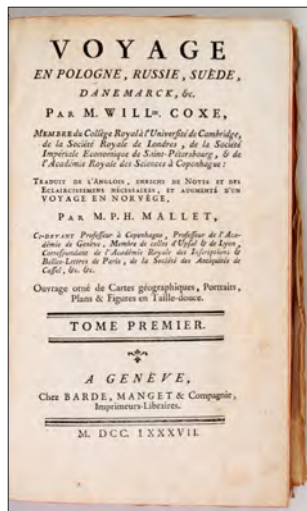 VOYAGE
EN POLOGNE, RUSSIE, SUÈDE,
DANEMARCK, &c.
PAR M. WILLM. COXE,
MEMBRE du Collége Royal à l'Université de Cambridge,
de la Société Royale de Londres, de la Société
Impériale Economique de Saint-Pétersbourg, & de
l'Académie Royale des Sciences à Copenhague :
TRADUIT DE L'ANGLOIS, ENRICHI DE NOTES ET DES
ECLAIRCISSEMENS NÉCESSAIRES, ET AUGMENTÉ D'UN
VOYAGE EN NORVÈGE,
PAR M. P. H. MALLET,
CI-DEVANT Professeur à Copenhague, Professeur de l'Aca-
démie de Genève, Membre de celles d'Upsal & de Lyon,
Correspondant de l'Académie Royale des Inscriptions &
Belles-Lettres de Paris, de la Société des Antiquités de
Cassel, &c. &c.
Ouvrage orné de Cartes géographiques, Portraits,
Plans & Figures en Taille-douce.
TOME PREMIER.
A GENÈVE,
Chez BARDE, MANGET & Compagnie,
Imprimeurs-Libraires.
M. DCC. LXXXVII.